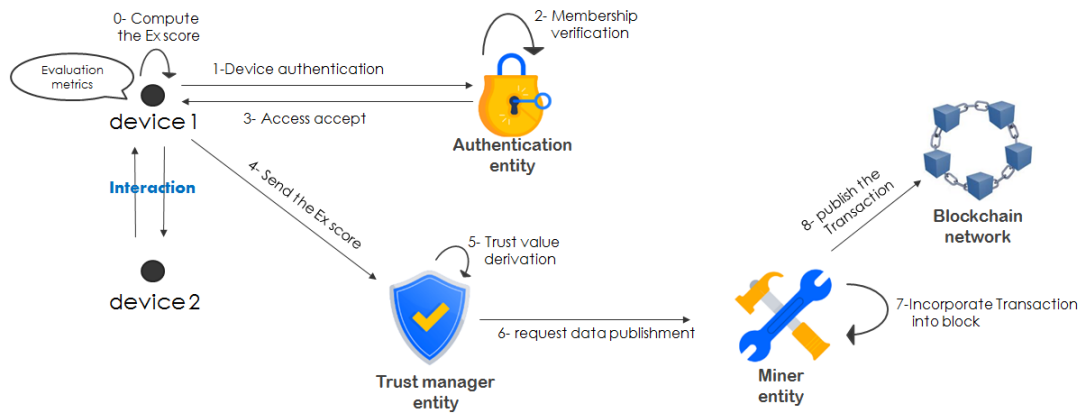 0- Compute
the Ex score
Evaluation
metrics
device 1
1-Device authentication
3- Access accept
2- Membership
verification
Authentication
entity
Interaction
device 2
4- Send the Ex score
5- Trust value
derivation
Trust manager
entity
6- request data publishment
Miner
entity
7-Incorporate Transaction
into block
8- publish the
Transaction
Blockchain
network